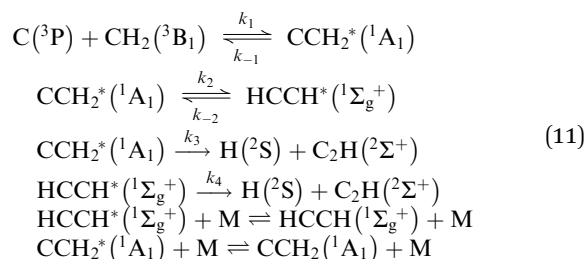 C(³P) + CH₂(³B₁) ⇌ CCH₂*(¹A₁) k₁ k₋₁
CCH₂*(¹A₁) ⇌ HCCH*(¹Σg⁺) k₂ k₋₂
CCH₂*(¹A₁) → H(²S) + C₂H(²Σ⁺) k₃
(11)
HCCH*(¹Σg⁺) → H(²S) + C₂H(²Σ⁺) k₄
HCCH*(¹Σg⁺) + M ⇌ HCCH(¹Σg⁺) + M
CCH₂*(¹A₁) + M ⇌ CCH₂(¹A₁) + M